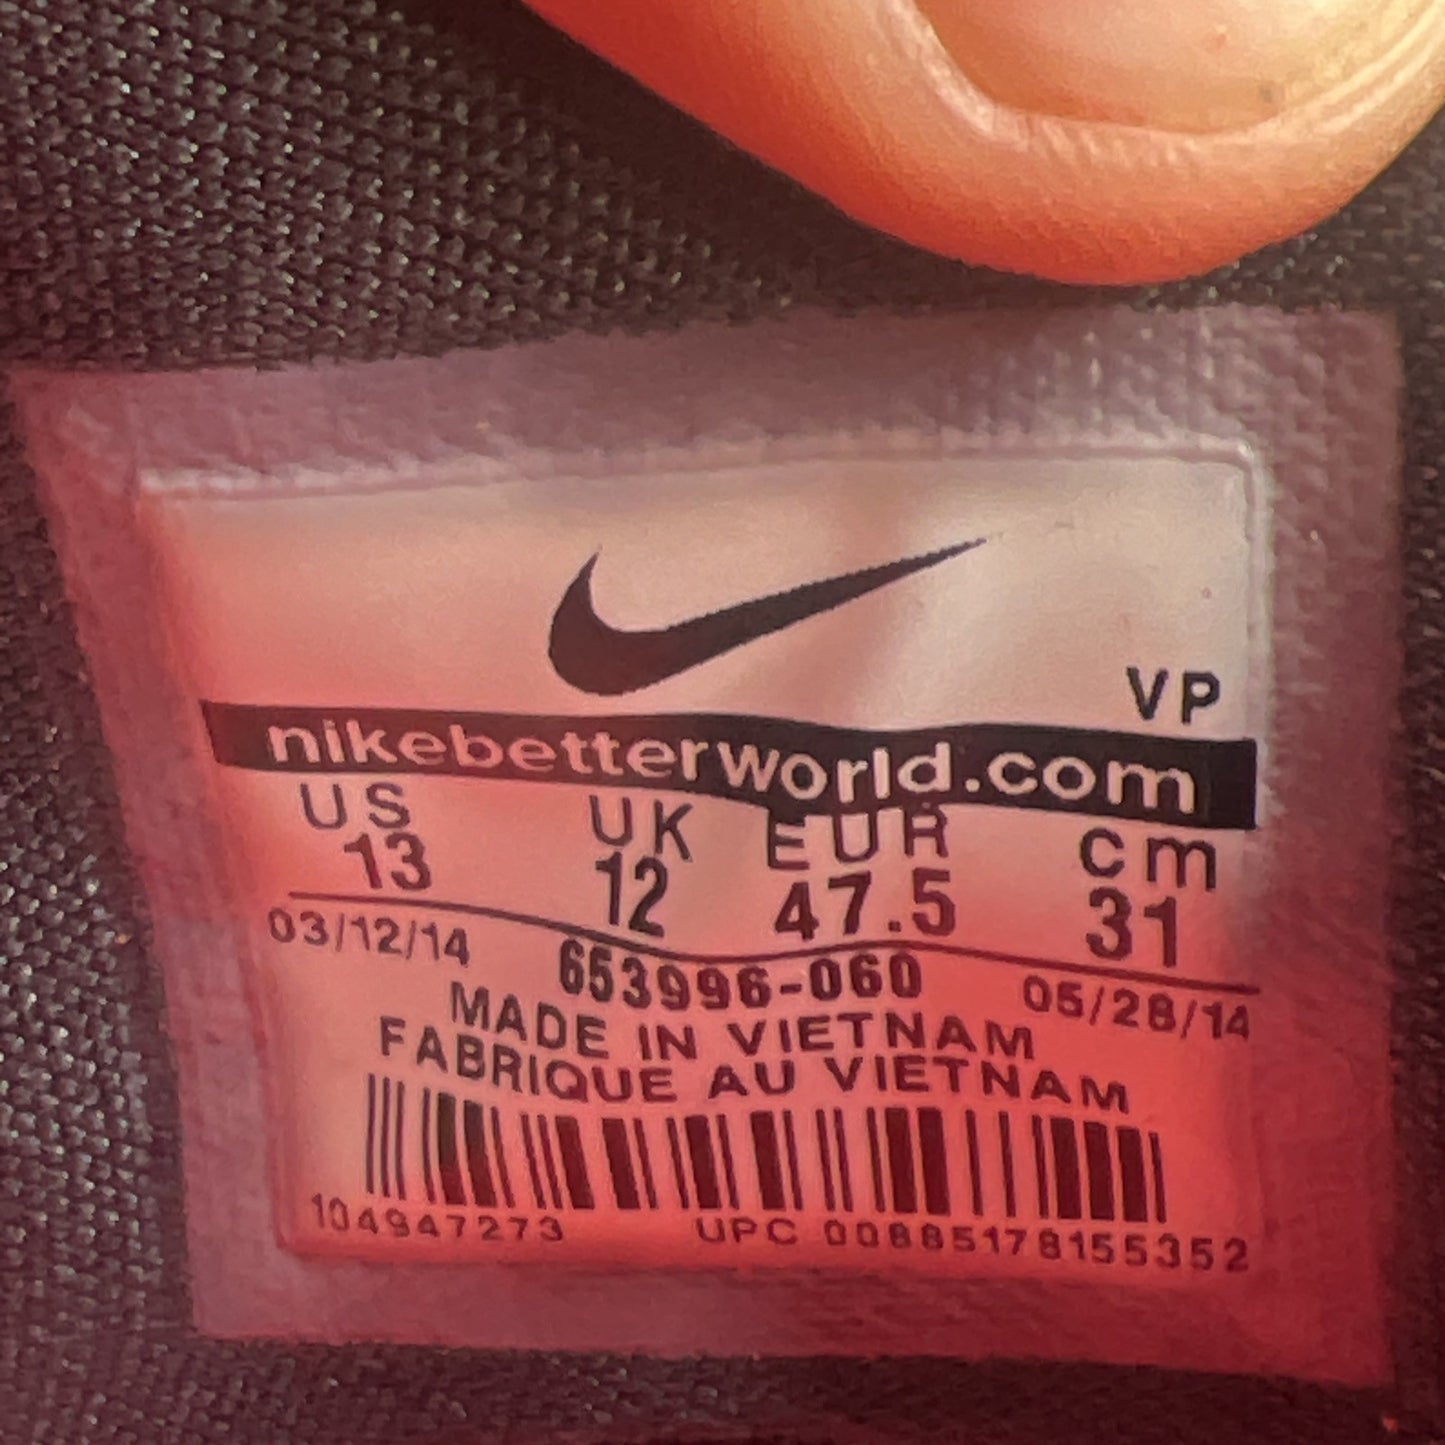 VP
nikebetterworld.com
US UK EUR cm
13 12 47.5 31
03/12/14 653996-060 05/28/14
MADE IN VIETNAM
FABRIQUE AU VIETNAM
104947273 UPC 00885178155352